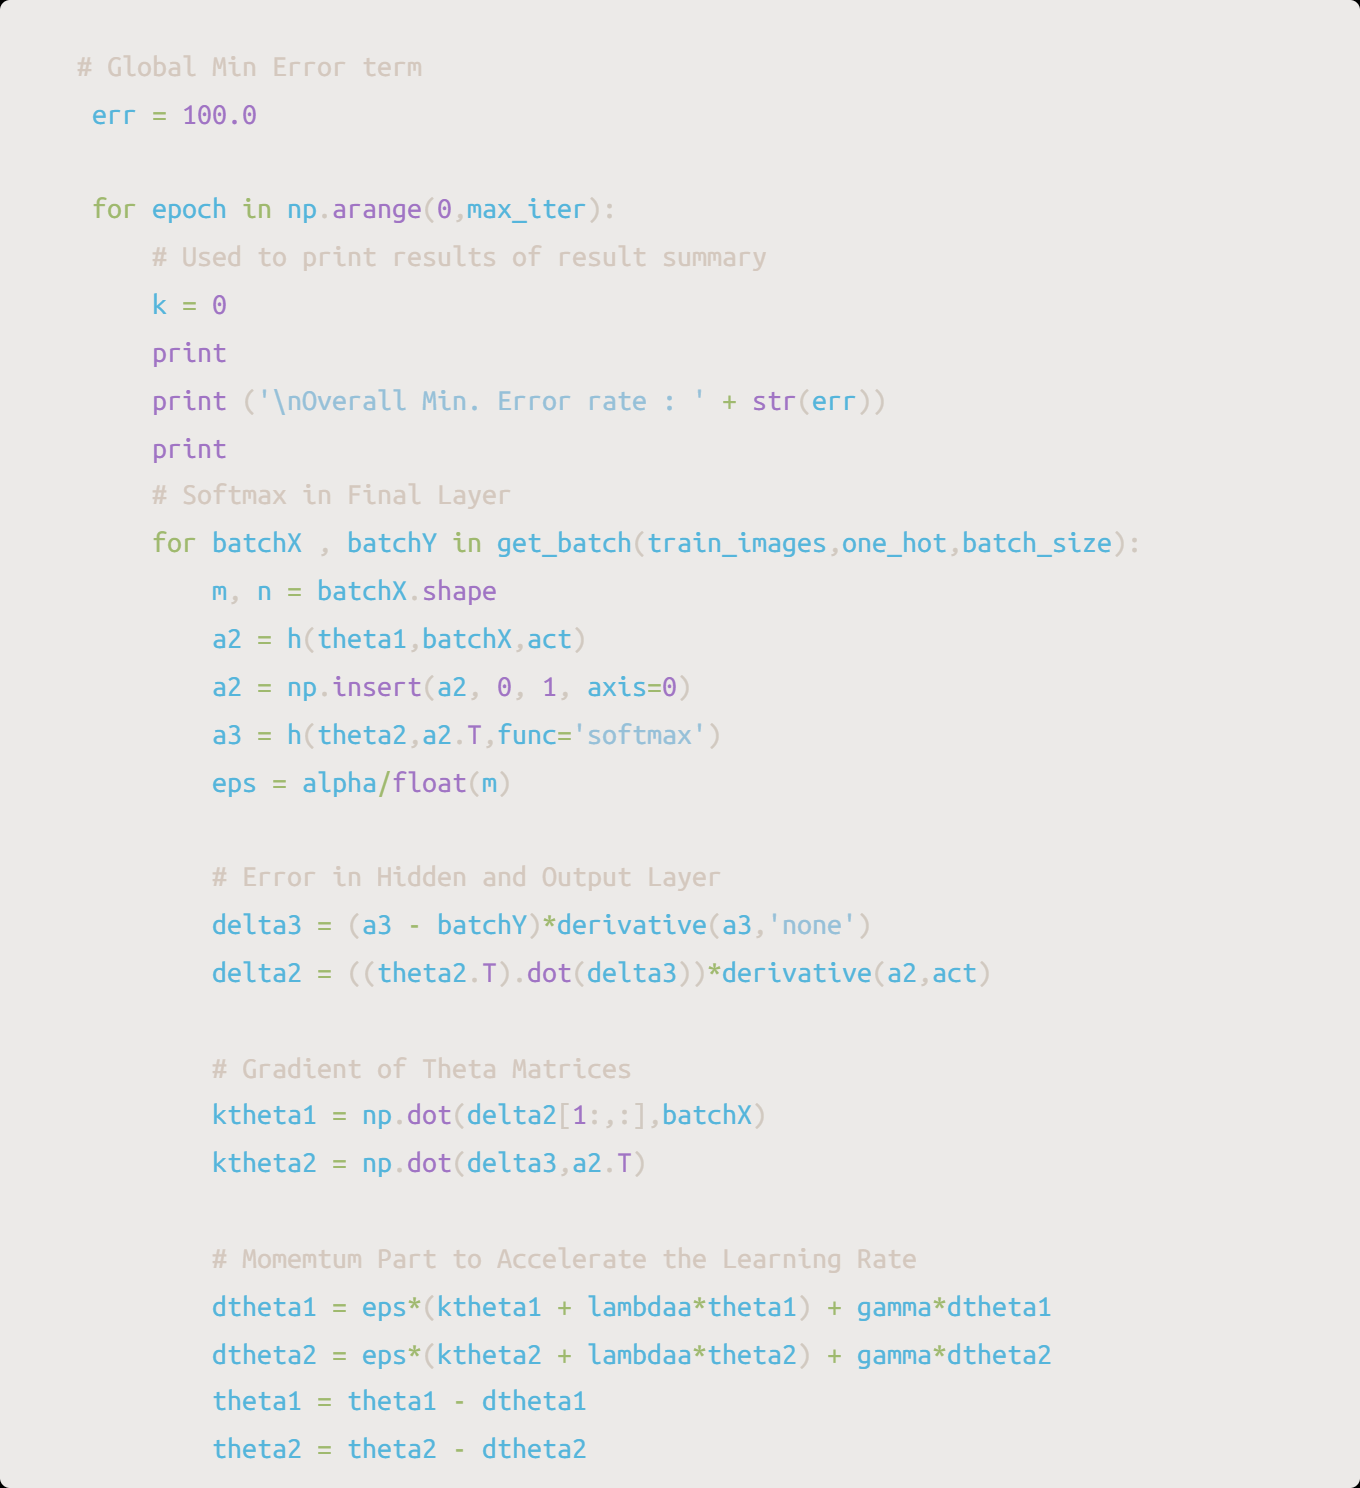 # Global Min Error term
err = 100.0
for epoch in np.arange(0,max_iter):
# Used to print results of result summary
k = 0
print
print ('\nOverall Min. Error rate : ' + str(err))
print
# Softmax in Final Layer
for batchX , batchY in get_batch(train_images,one_hot,batch_size):
m, n = batchX.shape
a2 = h(theta1,batchX,act)
a2 = np.insert(a2, 0, 1, axis=0)
a3 = h(theta2,a2.T,func='softmax')
eps = alpha/float(m)
# Error in Hidden and Output Layer
delta3 = (a3 - batchY)*derivative(a3,'none')
delta2 = ((theta2.T).dot(delta3))*derivative(a2,act)
# Gradient of Theta Matrices
ktheta1 = np.dot(delta2[1:,:],batchX)
ktheta2 = np.dot(delta3,a2.T)
# Momemtum Part to Accelerate the Learning Rate
dtheta1 = eps*(ktheta1 + lambdaa*theta1) + gamma*dtheta1
dtheta2 = eps*(ktheta2 + lambdaa*theta2) + gamma*dtheta2
theta1 = theta1 - dtheta1
theta2 = theta2 - dtheta2